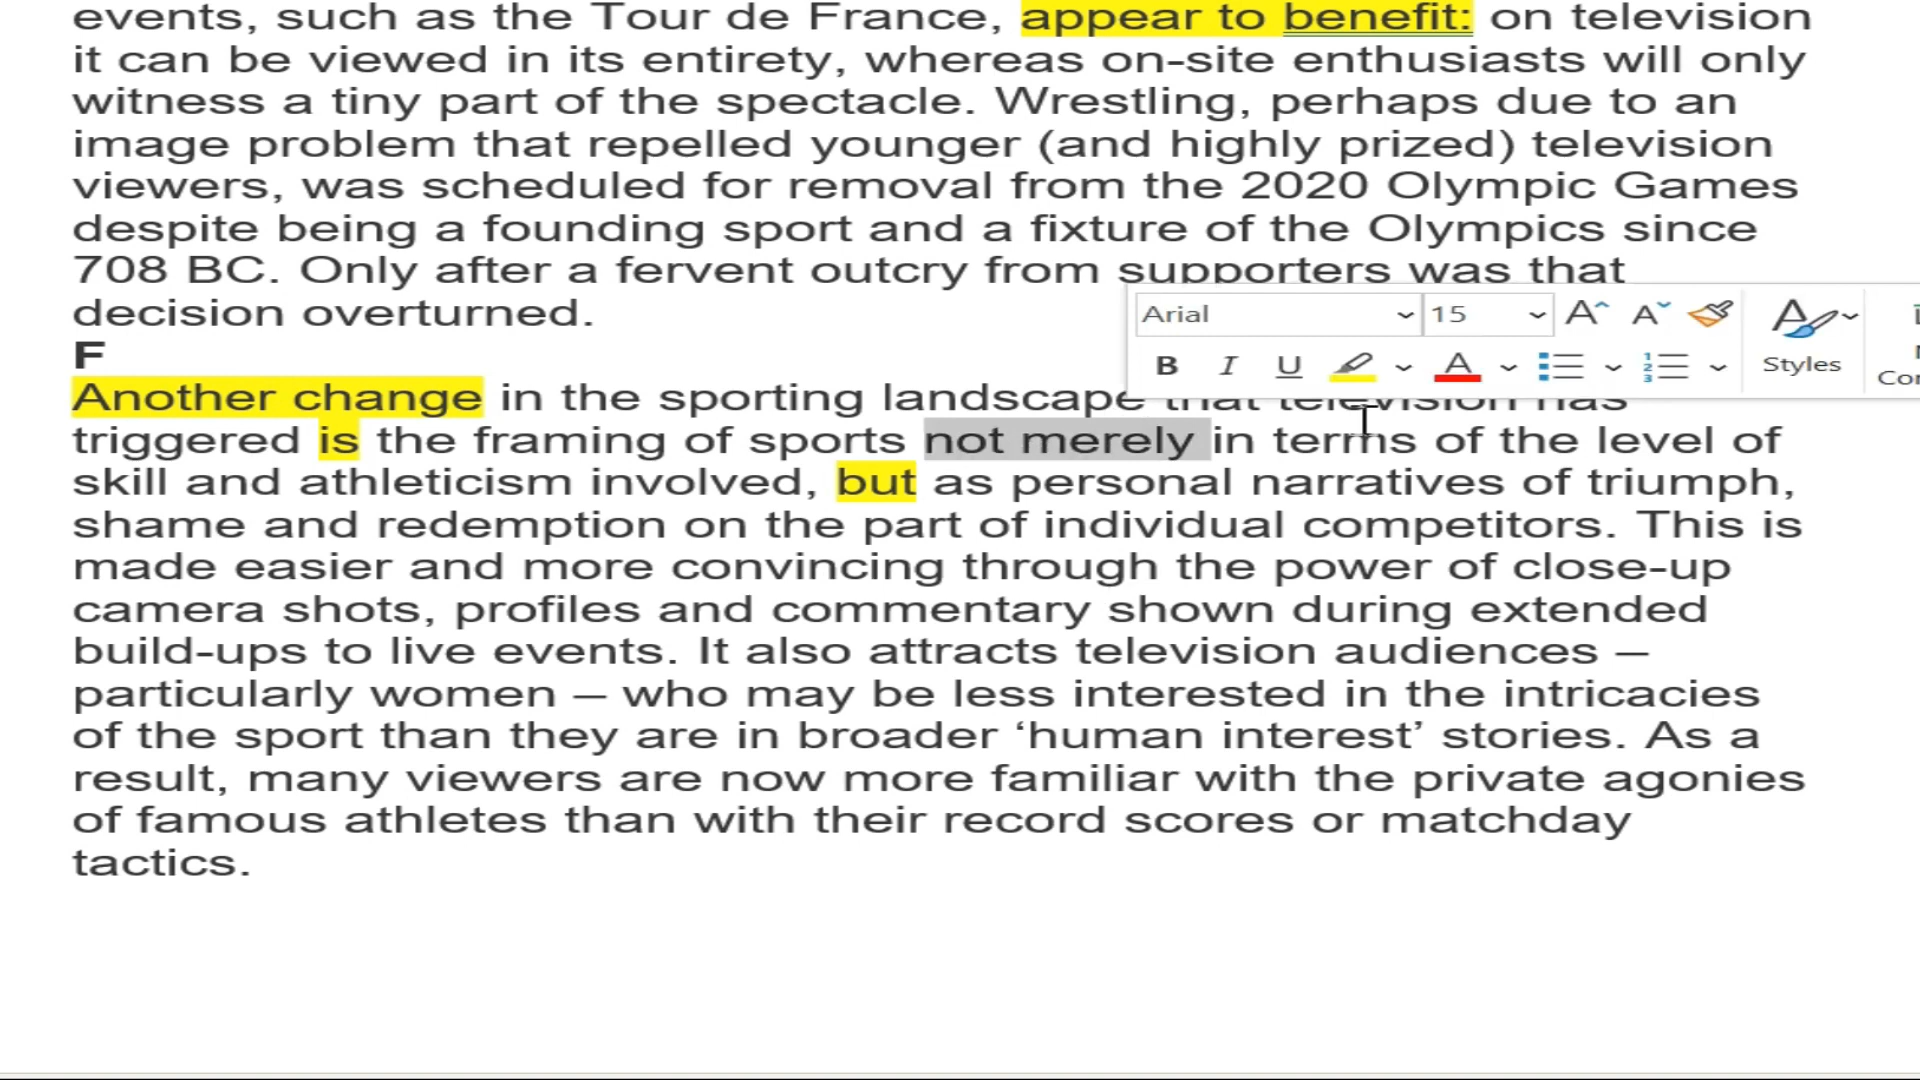 events, such as the Tour de France, appear to benefit: on television
it can be viewed in its entirety, whereas on-site enthusiasts will only
witness a tiny part of the spectacle. Wrestling, perhaps due to an
image problem that repelled younger (and highly prized) television
viewers, was scheduled for removal from the 2020 Olympic Games
despite being a founding sport and a fixture of the Olympics since
708 BC. Only after a fervent outcry from supporters was that
decision overturned.
Arial 15
F
B I U A Styles
Another change in the sporting landscape that television has
triggered is the framing of sports not merely in terms of the level of
skill and athleticism involved, but as personal narratives of triumph,
shame and redemption on the part of individual competitors. This is
made easier and more convincing through the power of close-up
camera shots, profiles and commentary shown during extended
build-ups to live events. It also attracts television audiences –
particularly women – who may be less interested in the intricacies
of the sport than they are in broader ‘human interest’ stories. As a
result, many viewers are now more familiar with the private agonies
of famous athletes than with their record scores or matchday
tactics.